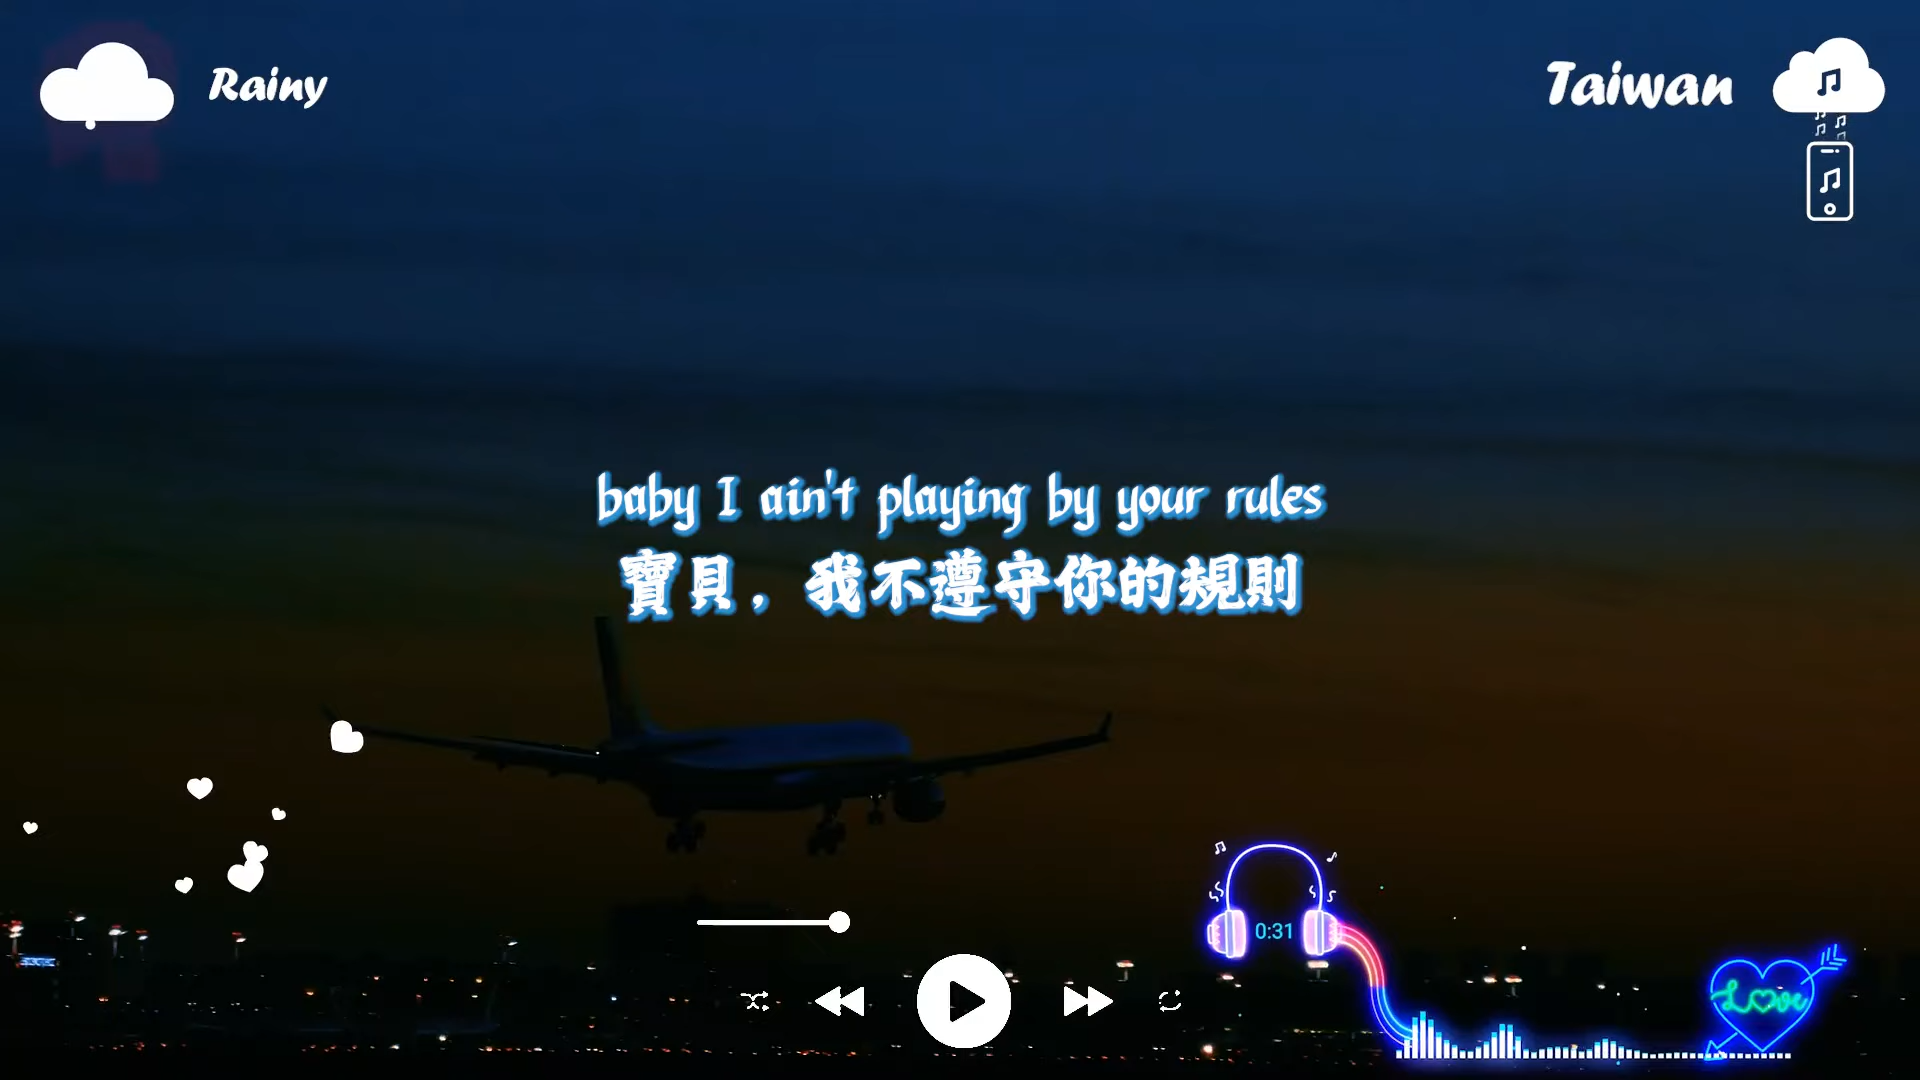 Rainy
Taiwan
baby I ain't playing by your rules
寶貝，我不遵守你的規則
0:31
Love